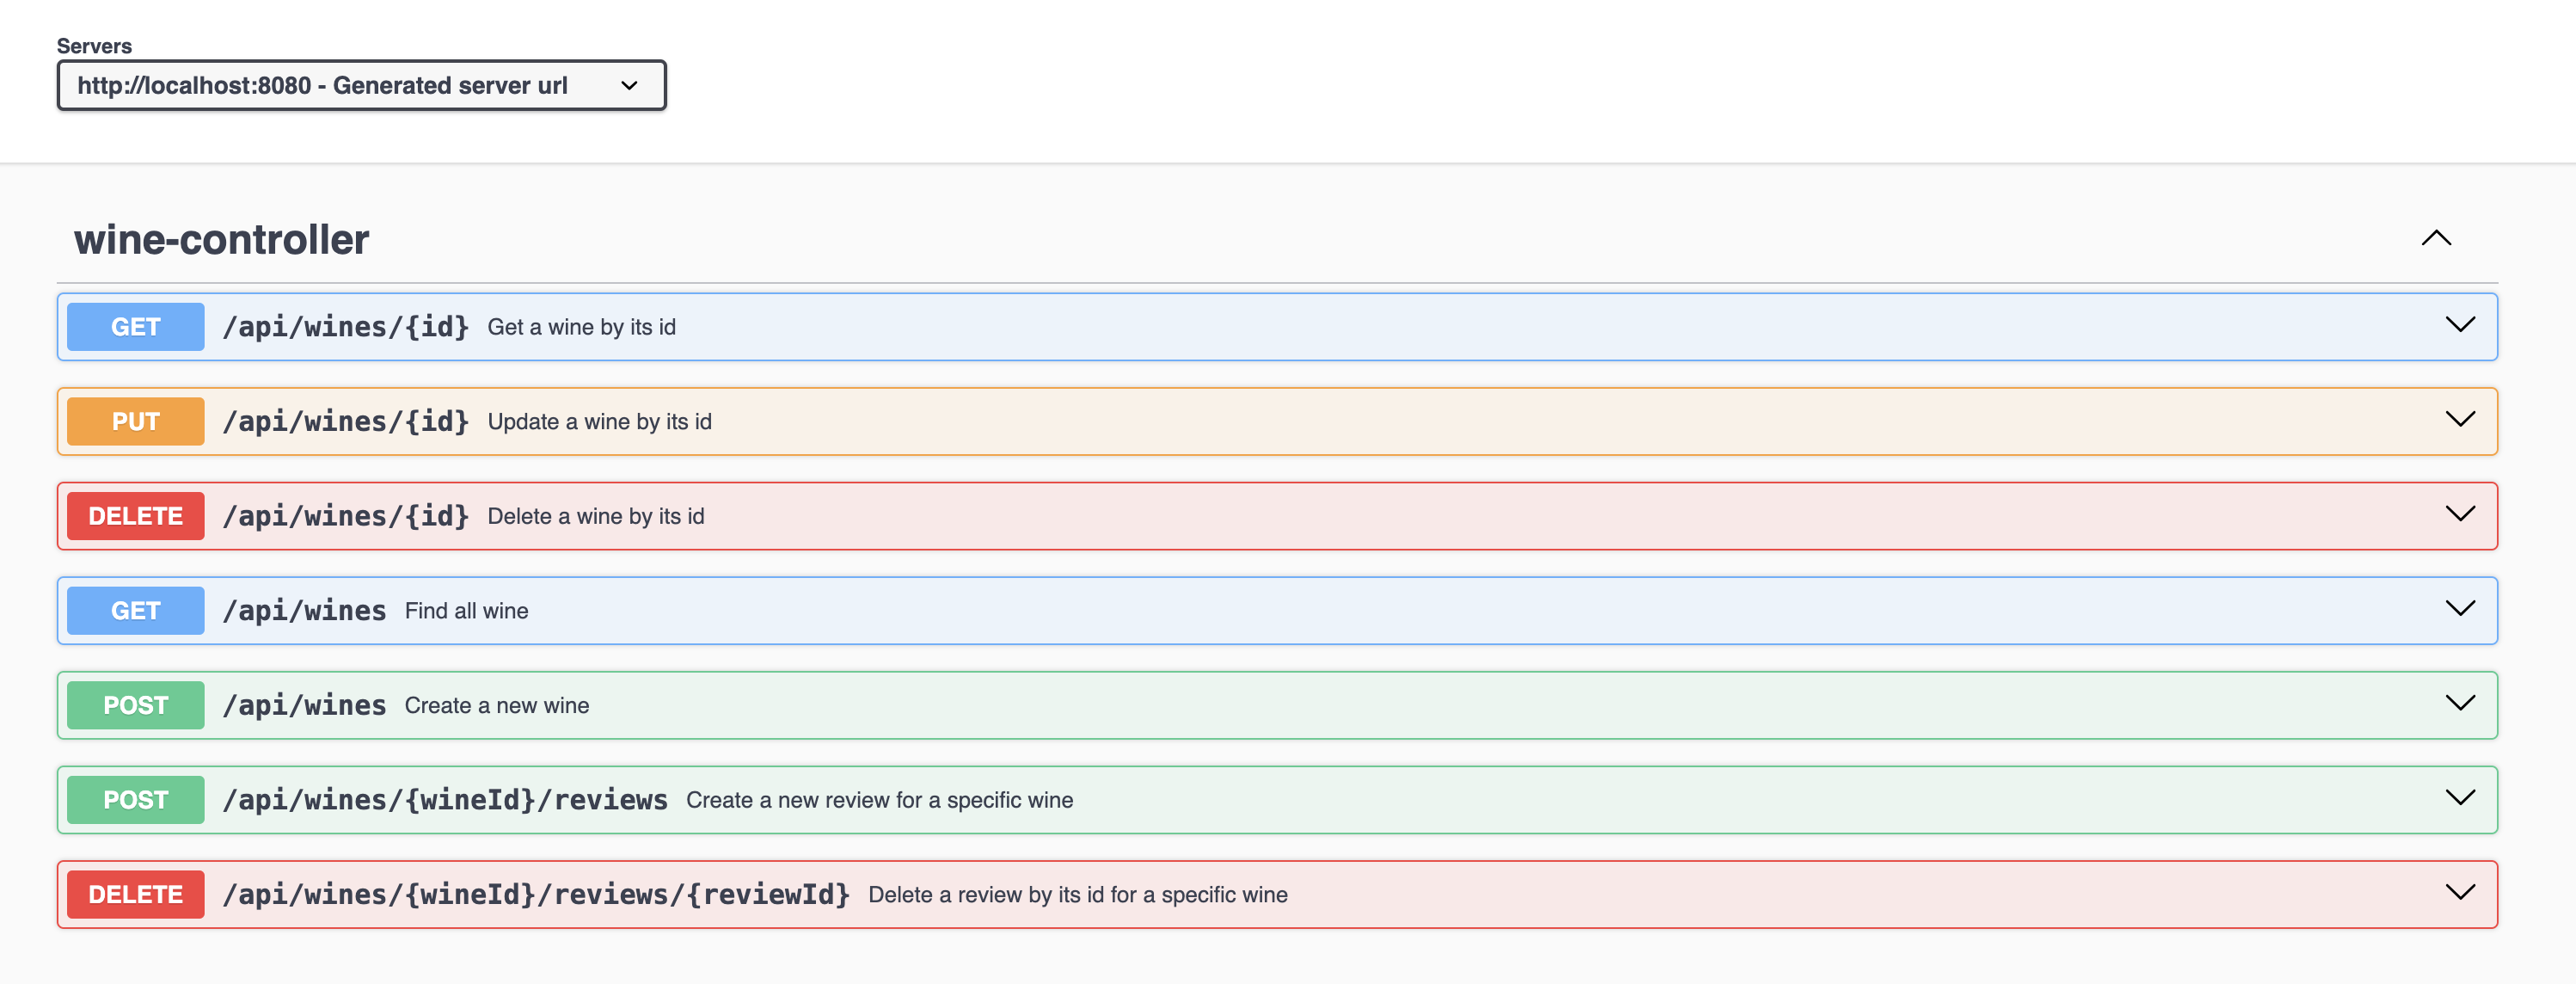 Servers
http://localhost:8080 - Generated server url
wine-controller
GET /api/wines/{id} Get a wine by its id
PUT /api/wines/{id} Update a wine by its id
DELETE /api/wines/{id} Delete a wine by its id
GET /api/wines Find all wine
POST /api/wines Create a new wine
POST /api/wines/{wineId}/reviews Create a new review for a specific wine
DELETE /api/wines/{wineId}/reviews/{reviewId} Delete a review by its id for a specific wine